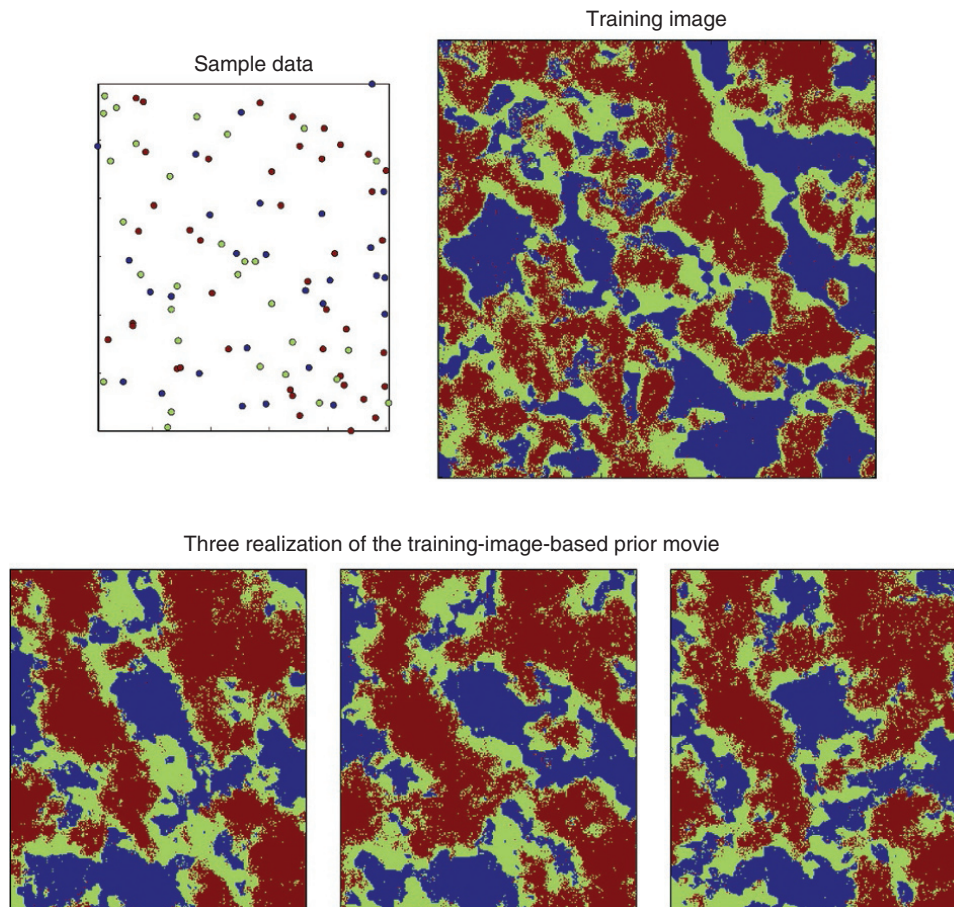 Training image
Sample data
Three realization of the training-image-based prior movie